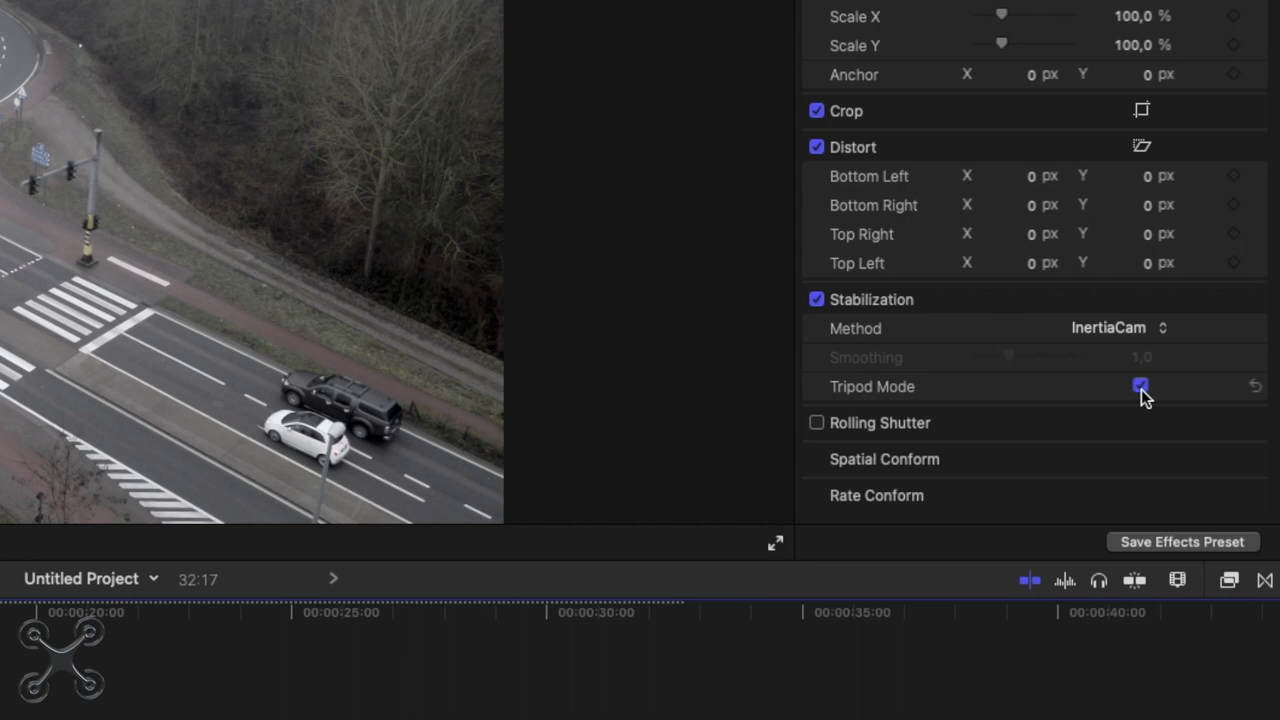 Scale X 100,0 %
Scale Y 100,0 %
Anchor X 0 px Y 0 px
Crop
Distort
Bottom Left X 0 px Y 0 px
Bottom Right X 0 px Y 0 px
Top Right X 0 px Y 0 px
Top Left X 0 px Y 0 px
Stabilization
Method InertiaCam
Smoothing 1,0
Tripod Mode
Rolling Shutter
Spatial Conform
Rate Conform
Save Effects Preset
Untitled Project 32:17
00:00:20:00 00:00:25:00 00:00:30:00 00:00:35:00 00:00:40:00